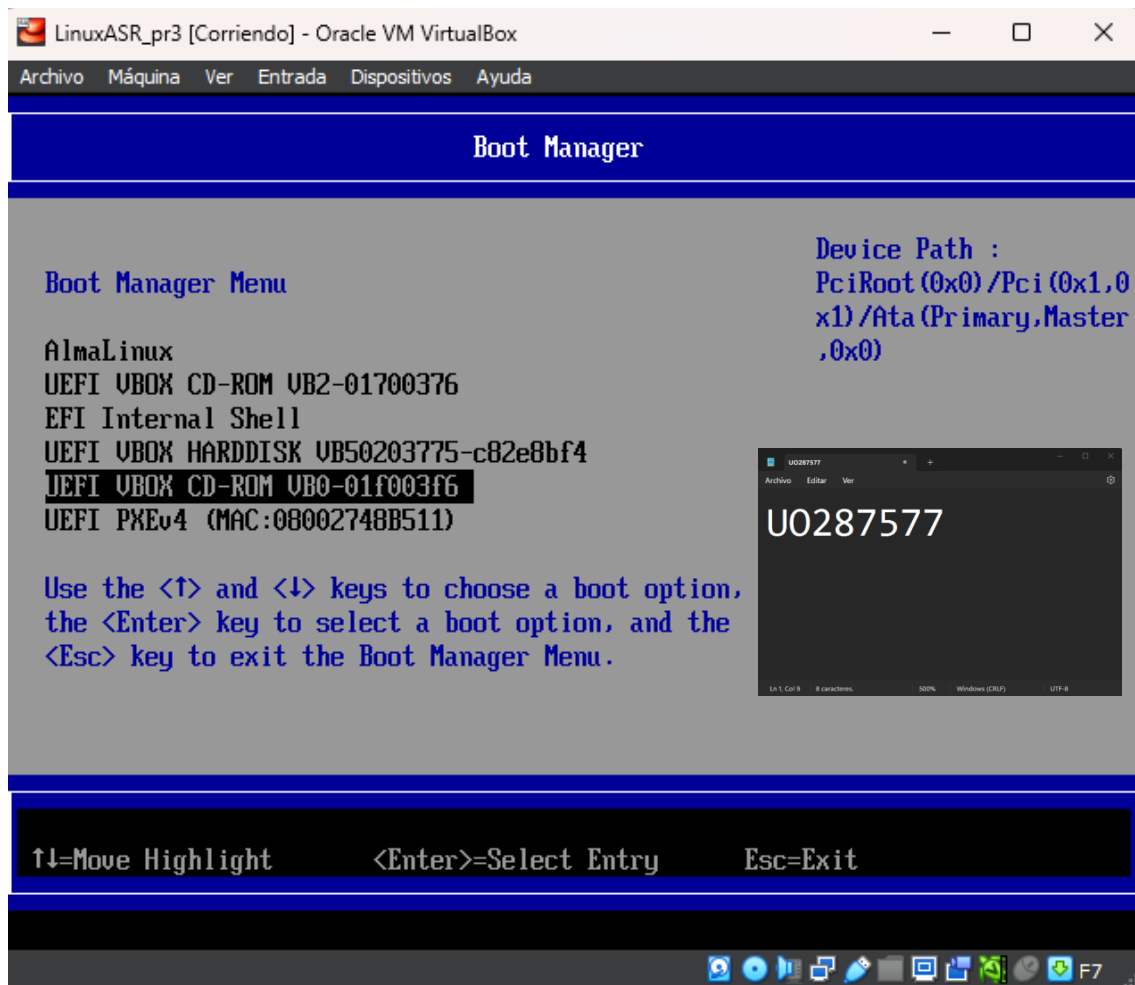 LinuxASR_pr3 [Corriendo] - Oracle VM VirtualBox
Archivo Máquina Ver Entrada Dispositivos Ayuda
Boot Manager
Device Path :
PciRoot(0x0)/Pci(0x1,0
x1)/Ata(Primary,Master
,0x0)
Boot Manager Menu
AlmaLinux
UEFI VBOX CD-ROM VB2-01700376
EFI Internal Shell
UEFI VBOX HARDDISK VB50203775-c82e8bf4
UEFI VBOX CD-ROM VB0-01f003f6
UEFI PXEv4 (MAC:08002748B511)
Use the <↑> and <↓> keys to choose a boot option,
the <Enter> key to select a boot option, and the
<Esc> key to exit the Boot Manager Menu.
UO287577
Archivo Editar Ver
UO287577
Ln 1, Col 9 8 caracteres. 500% Windows (CRLF) UTF-8
↑↓=Move Highlight <Enter>=Select Entry Esc=Exit
F7